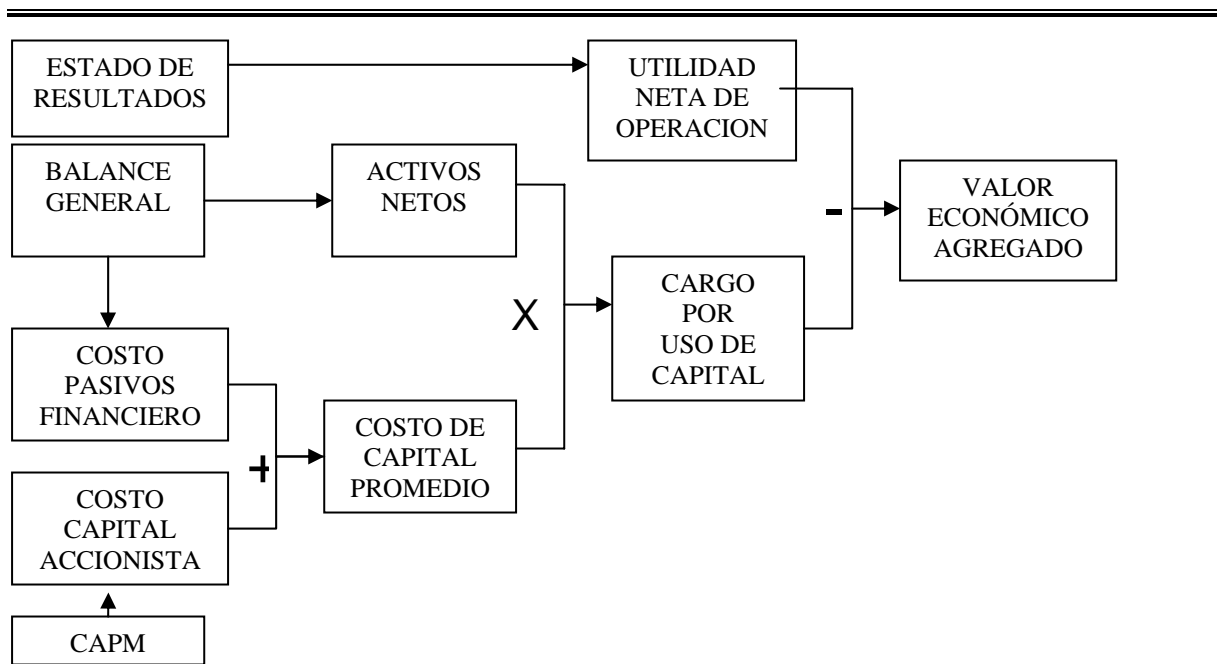 ESTADO DE
RESULTADOS
UTILIDAD
NETA DE
OPERACION
BALANCE
GENERAL
ACTIVOS
NETOS
-
VALOR
ECONÓMICO
AGREGADO
X
CARGO
POR
USO DE
CAPITAL
COSTO
PASIVOS
FINANCIERO
+
COSTO DE
CAPITAL
PROMEDIO
COSTO
CAPITAL
ACCIONISTA
CAPM